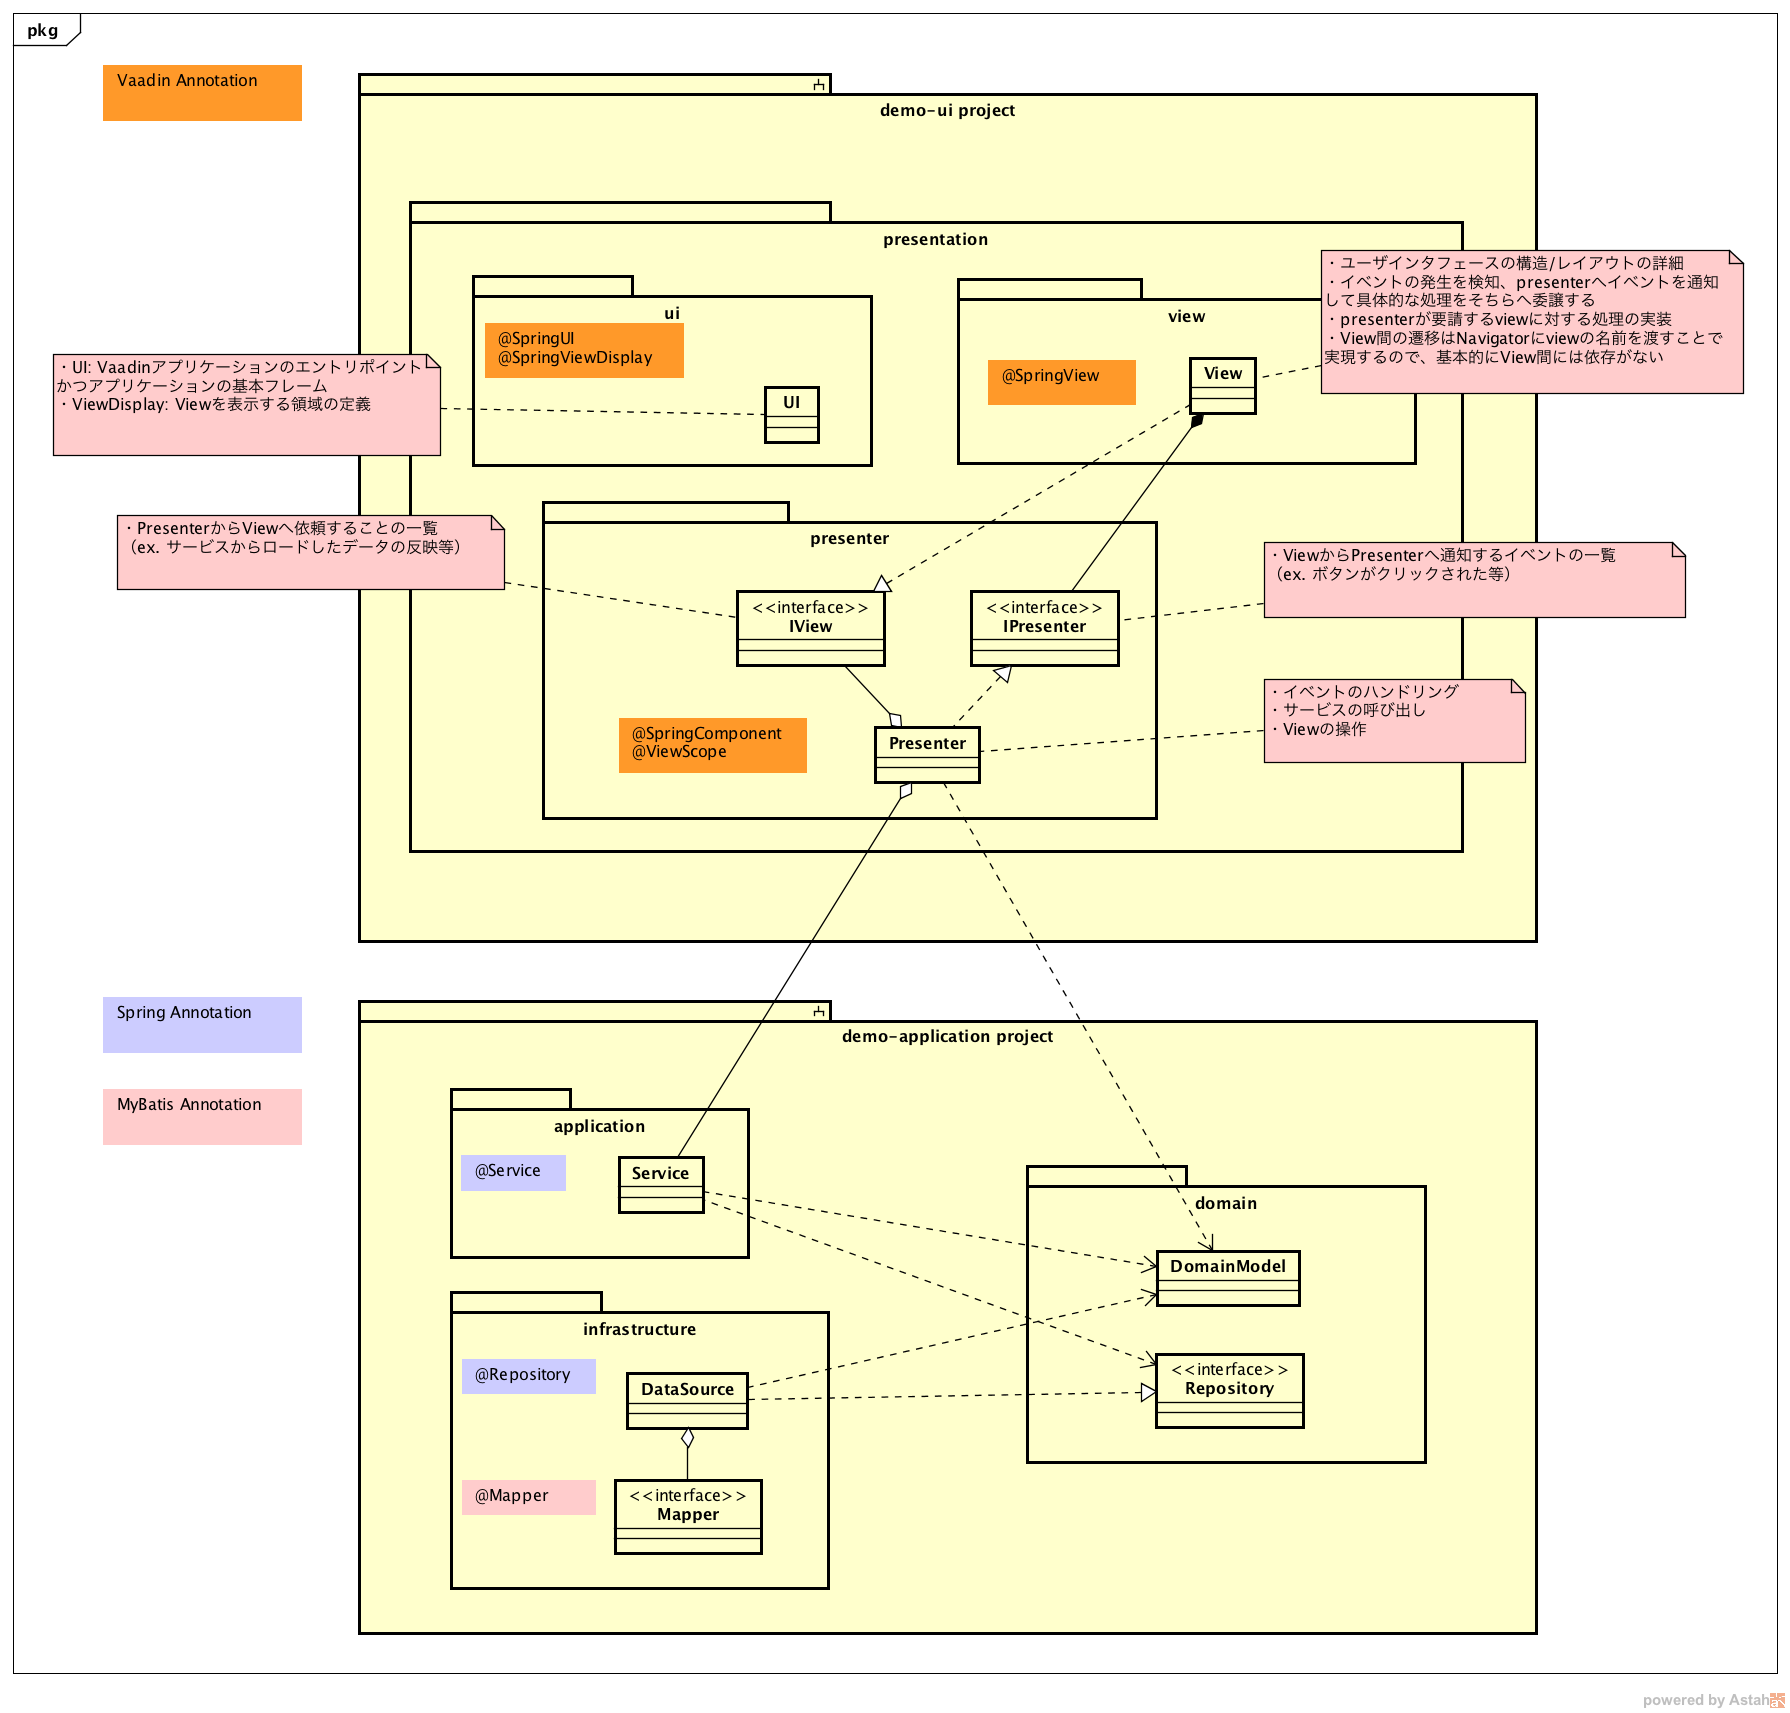 pkg
Vaadin Annotation
demo-ui project
presentation
ui
@SpringUI
@SpringViewDisplay
UI
view
@SpringView
View
・ユーザインタフェースの構造/レイアウトの詳細
・イベントの発生を検知、presenterへイベントを通知
して具体的な処理をそちらへ委譲する
・presenterが要請するviewに対する処理の実装
・View間の遷移はNavigatorにviewの名前を渡すことで
実現するので、基本的にView間には依存がない
・UI: Vaadinアプリケーションのエントリポイント
かつアプリケーションの基本フレーム
・ViewDisplay: Viewを表示する領域の定義
・PresenterからViewへ依頼することの一覧
（ex. サービスからロードしたデータの反映等）
presenter
<<interface>>
IView
<<interface>>
IPresenter
・ViewからPresenterへ通知するイベントの一覧
（ex. ボタンがクリックされた等）
@SpringComponent
@ViewScope
Presenter
・イベントのハンドリング
・サービスの呼び出し
・Viewの操作
Spring Annotation
MyBatis Annotation
demo-application project
application
@Service
Service
domain
DomainModel
<<interface>>
Repository
infrastructure
@Repository
DataSource
@Mapper
<<interface>>
Mapper
powered by Astah